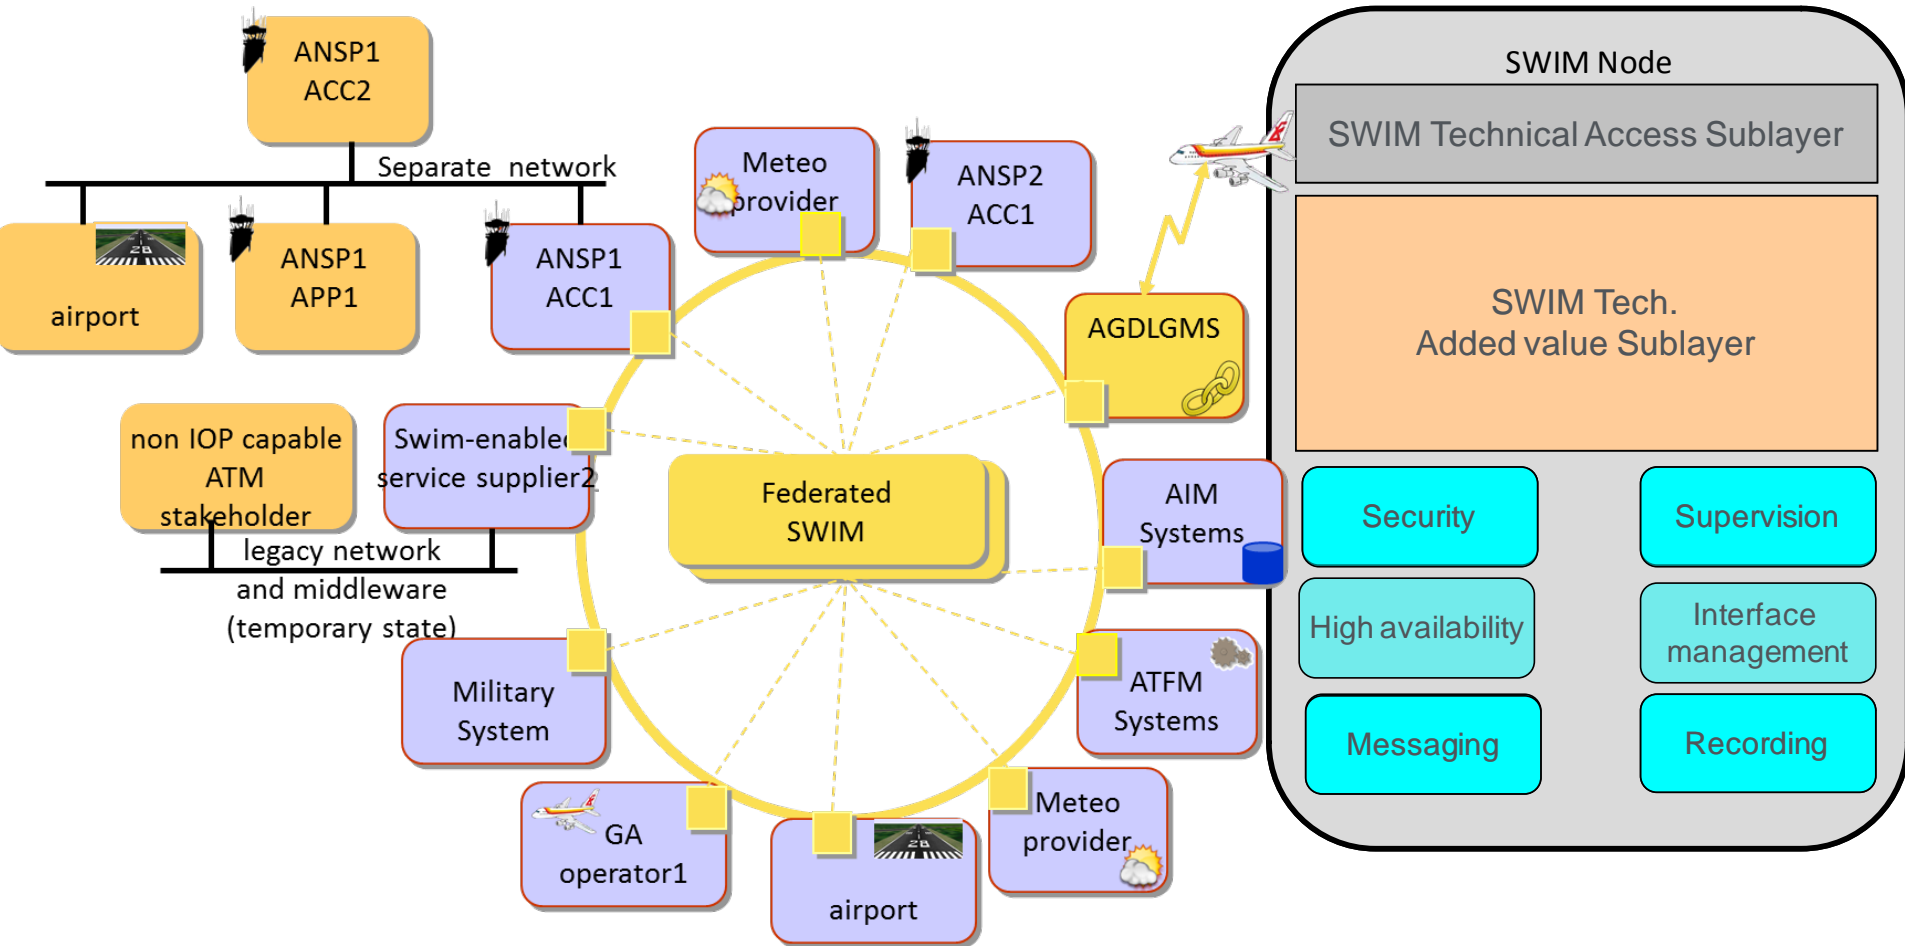 ANSP1
ACC2
Separate network
airport
28
ANSP1
APP1
ANSP1
ACC1
Meteo
provider
ANSP2
ACC1
AGDLGMS
non IOP capable
ATM
stakeholder
Swim-enabled
service supplier2
legacy network
and middleware
(temporary state)
Federated
SWIM
AIM
Systems
Military
System
ATFM
Systems
GA
operator1
airport
28
Meteo
provider
SWIM Node
SWIM Technical Access Sublayer
SWIM Tech.
Added value Sublayer
Security
Supervision
High availability
Interface
management
Messaging
Recording